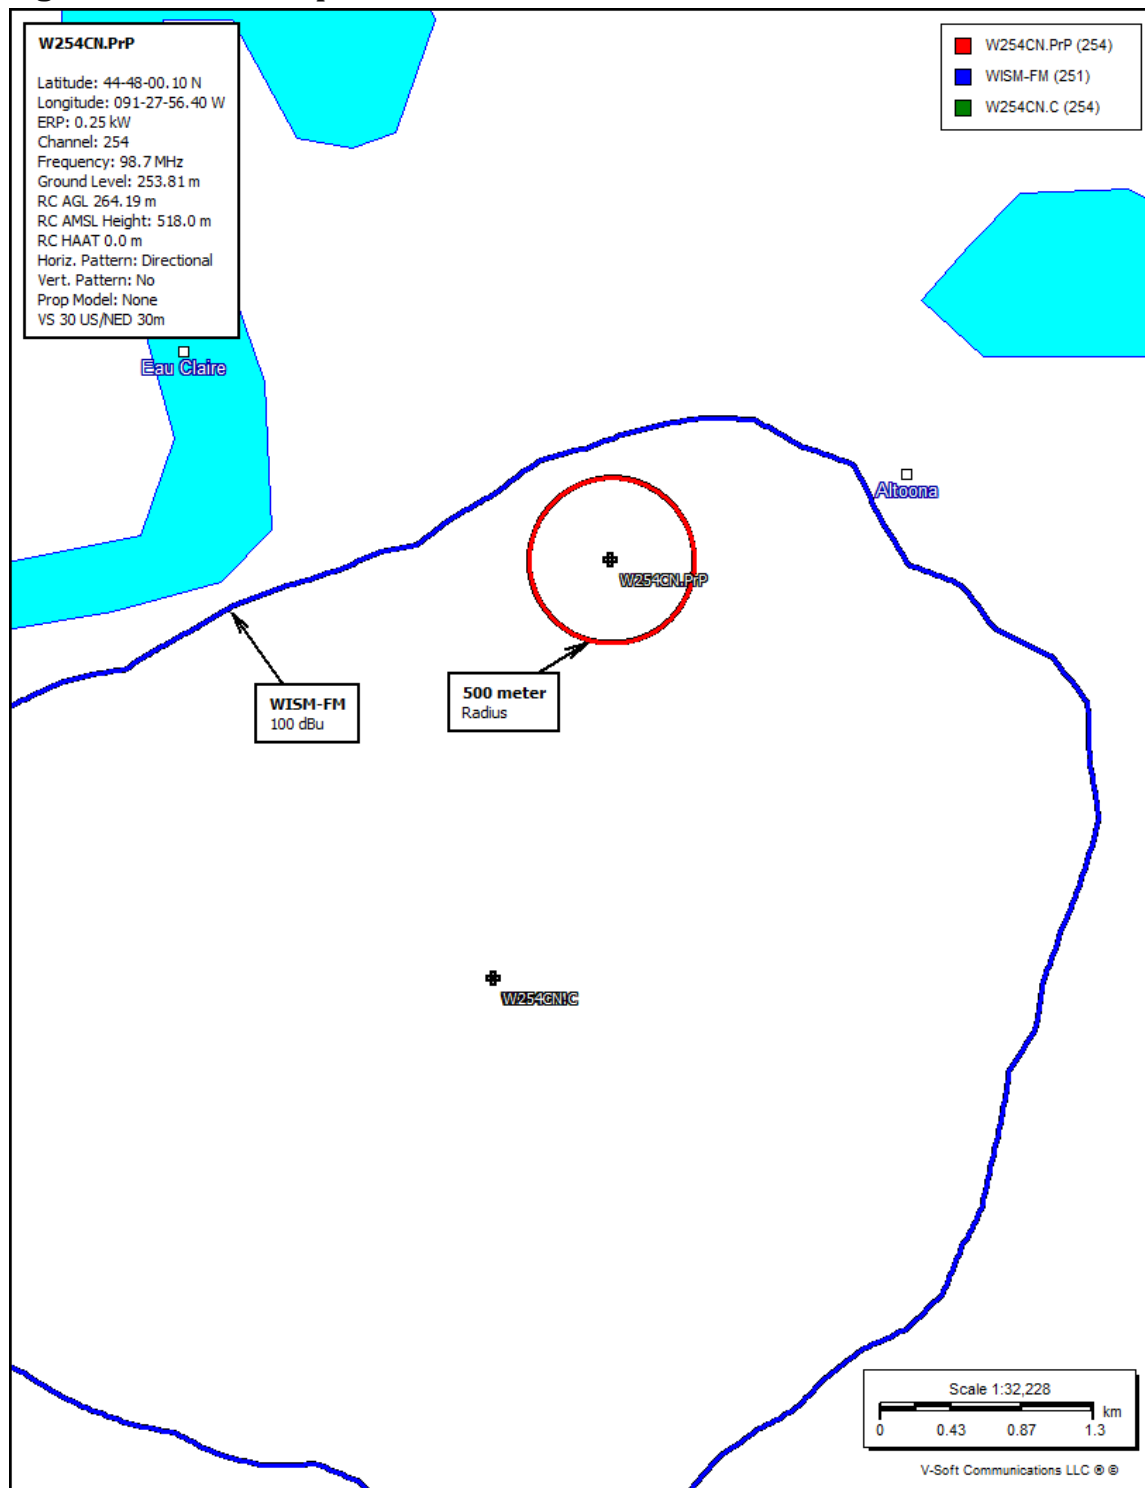 W254CN.PrP
Latitude: 44-48-00.10 N
Longitude: 091-27-56.40 W
ERP: 0.25 kW
Channel: 254
Frequency: 98.7 MHz
Ground Level: 253.81 m
RC AGL 264.19 m
RC AMSL Height: 518.0 m
RC HAAT 0.0 m
Horiz. Pattern: Directional
Vert. Pattern: No
Prop Model: None
VS 30 US/NED 30m
W254CN.PrP (254)
WISM-FM (251)
W254CN.C (254)
Eau Claire
Altoona
W254CN.PrP
WISM-FM
100 dBu
500 meter
Radius
W254CN.C
Scale 1:32,228
km
0 0.43 0.87 1.3
V-Soft Communications LLC ® ©